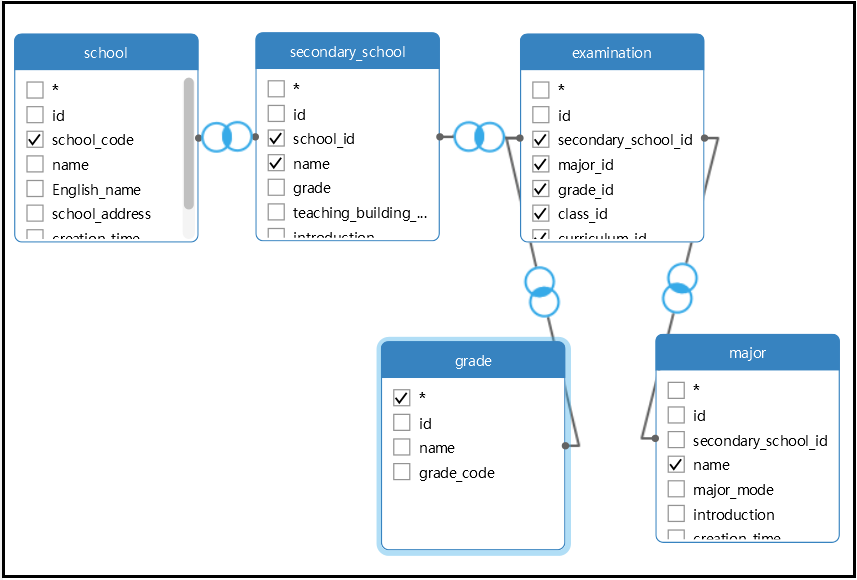 school
*
id
school_code
name
English_name
school_address
creation_time
secondary_school
*
id
school_id
name
grade
teaching_building_...
introduction
examination
*
id
secondary_school_id
major_id
grade_id
class_id
curriculum_id
grade
*
id
name
grade_code
major
*
id
secondary_school_id
name
major_mode
introduction
creation_time